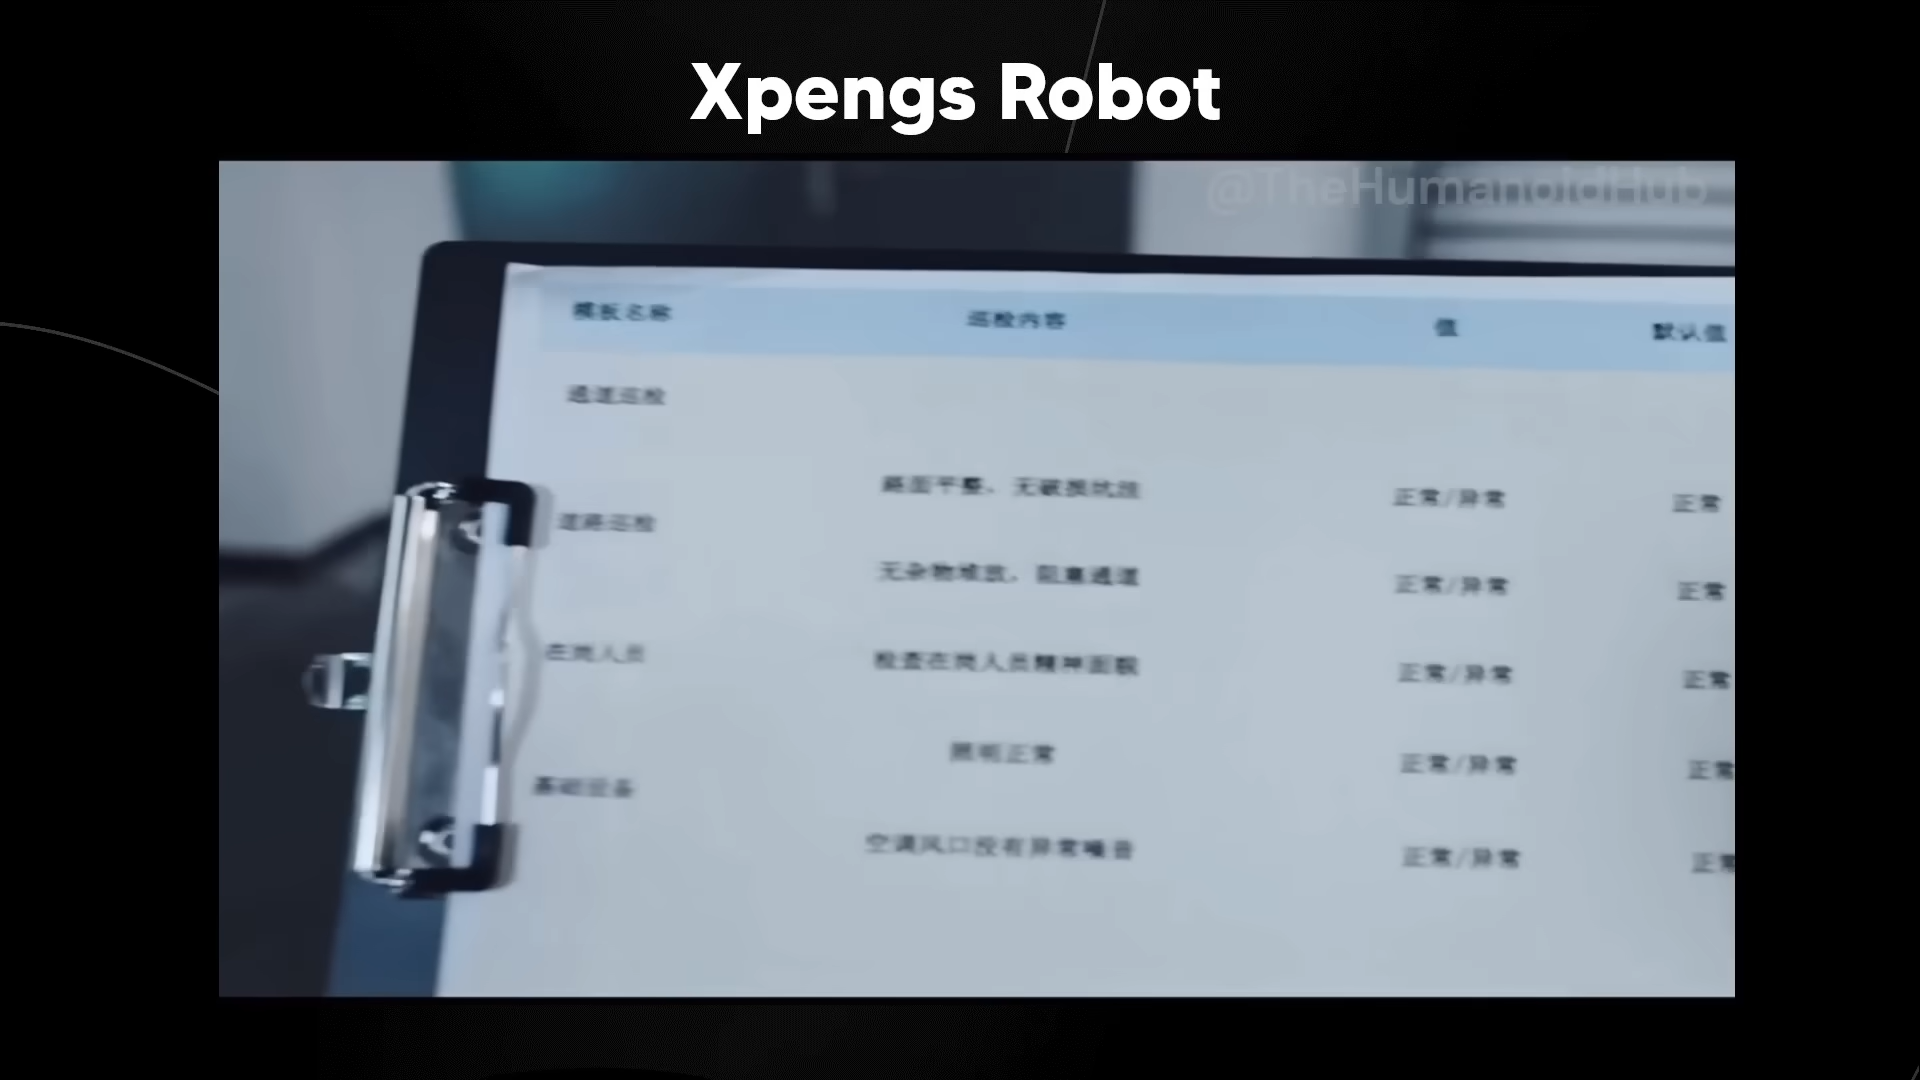 Xpengs Robot
@TheHumanoidHub
模板名称 巡检内容 值 默认值
通道巡检
路面平整，无破损坑洼 正常/异常 正常
道路巡检
无杂物堆放，阻塞通道 正常/异常 正常
在岗人员 检查在岗人员精神面貌 正常/异常 正常
照明正常 正常/异常 正常
基础设备
空调风口没有异常噪音 正常/异常 正常